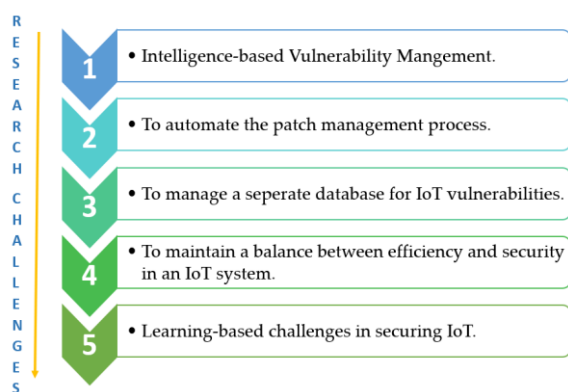 RESEARCH CHALLENGES
1
• Intelligence-based Vulnerability Mangement.
2
• To automate the patch management process.
3
• To manage a seperate database for IoT vulnerabilities.
4
• To maintain a balance between efficiency and security
in an IoT system.
5
• Learning-based challenges in securing IoT.